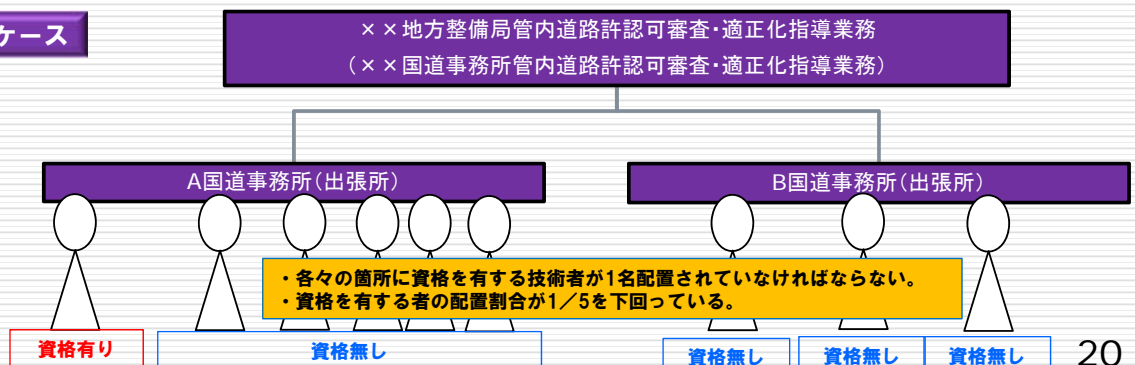 ケース
××地方整備局管内道路許認可審査・適正化指導業務
(××国道事務所管内道路許認可審査・適正化指導業務)
A国道事務所(出張所)
B国道事務所(出張所)
・各々の箇所に資格を有する技術者が1名配置されていなければならない。
・資格を有する者の配置割合が1/5を下回っている。
資格有り
資格無し
資格無し
資格無し
資格無し
20